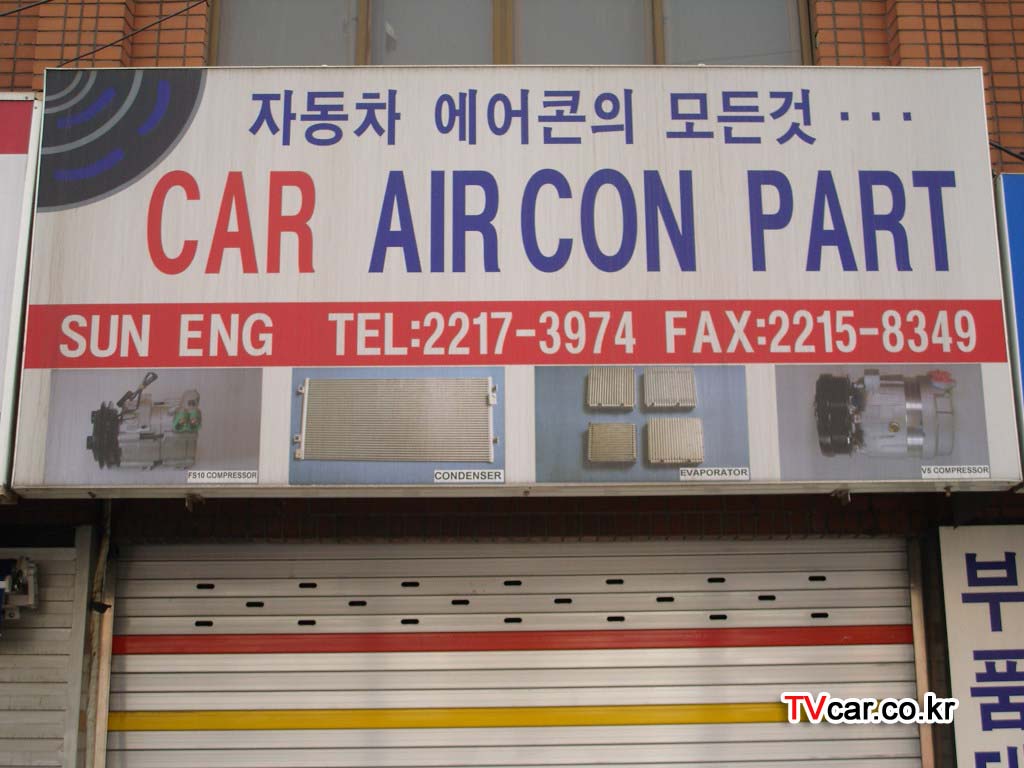 자동차 에어콘의 모든것 ···
CAR AIR CON PART
SUN ENG TEL:2217-3974 FAX:2215-8349
FS10 COMPRESSOR
CONDENSER
EVAPORATOR
V5 COMPRESSOR
부품
TVcar.co.kr